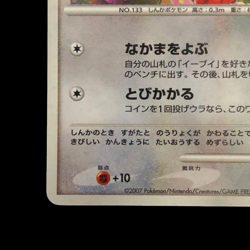 NO.133 しんかポケモン 高さ：0.3m 重さ：
なかまをよぶ
自分の山札の「イーブイ」を好き
のベンチに出す。その後、山札を
とびかかる
コインを1回投げウラなら、この
しんかのとき すがたと のうりょくが かわることで
きびしい かんきょうに たいおうする めずらしい
弱点
+10
抵抗力
©2007 Pokémon/Nintendo/Creatures/GAME FRE